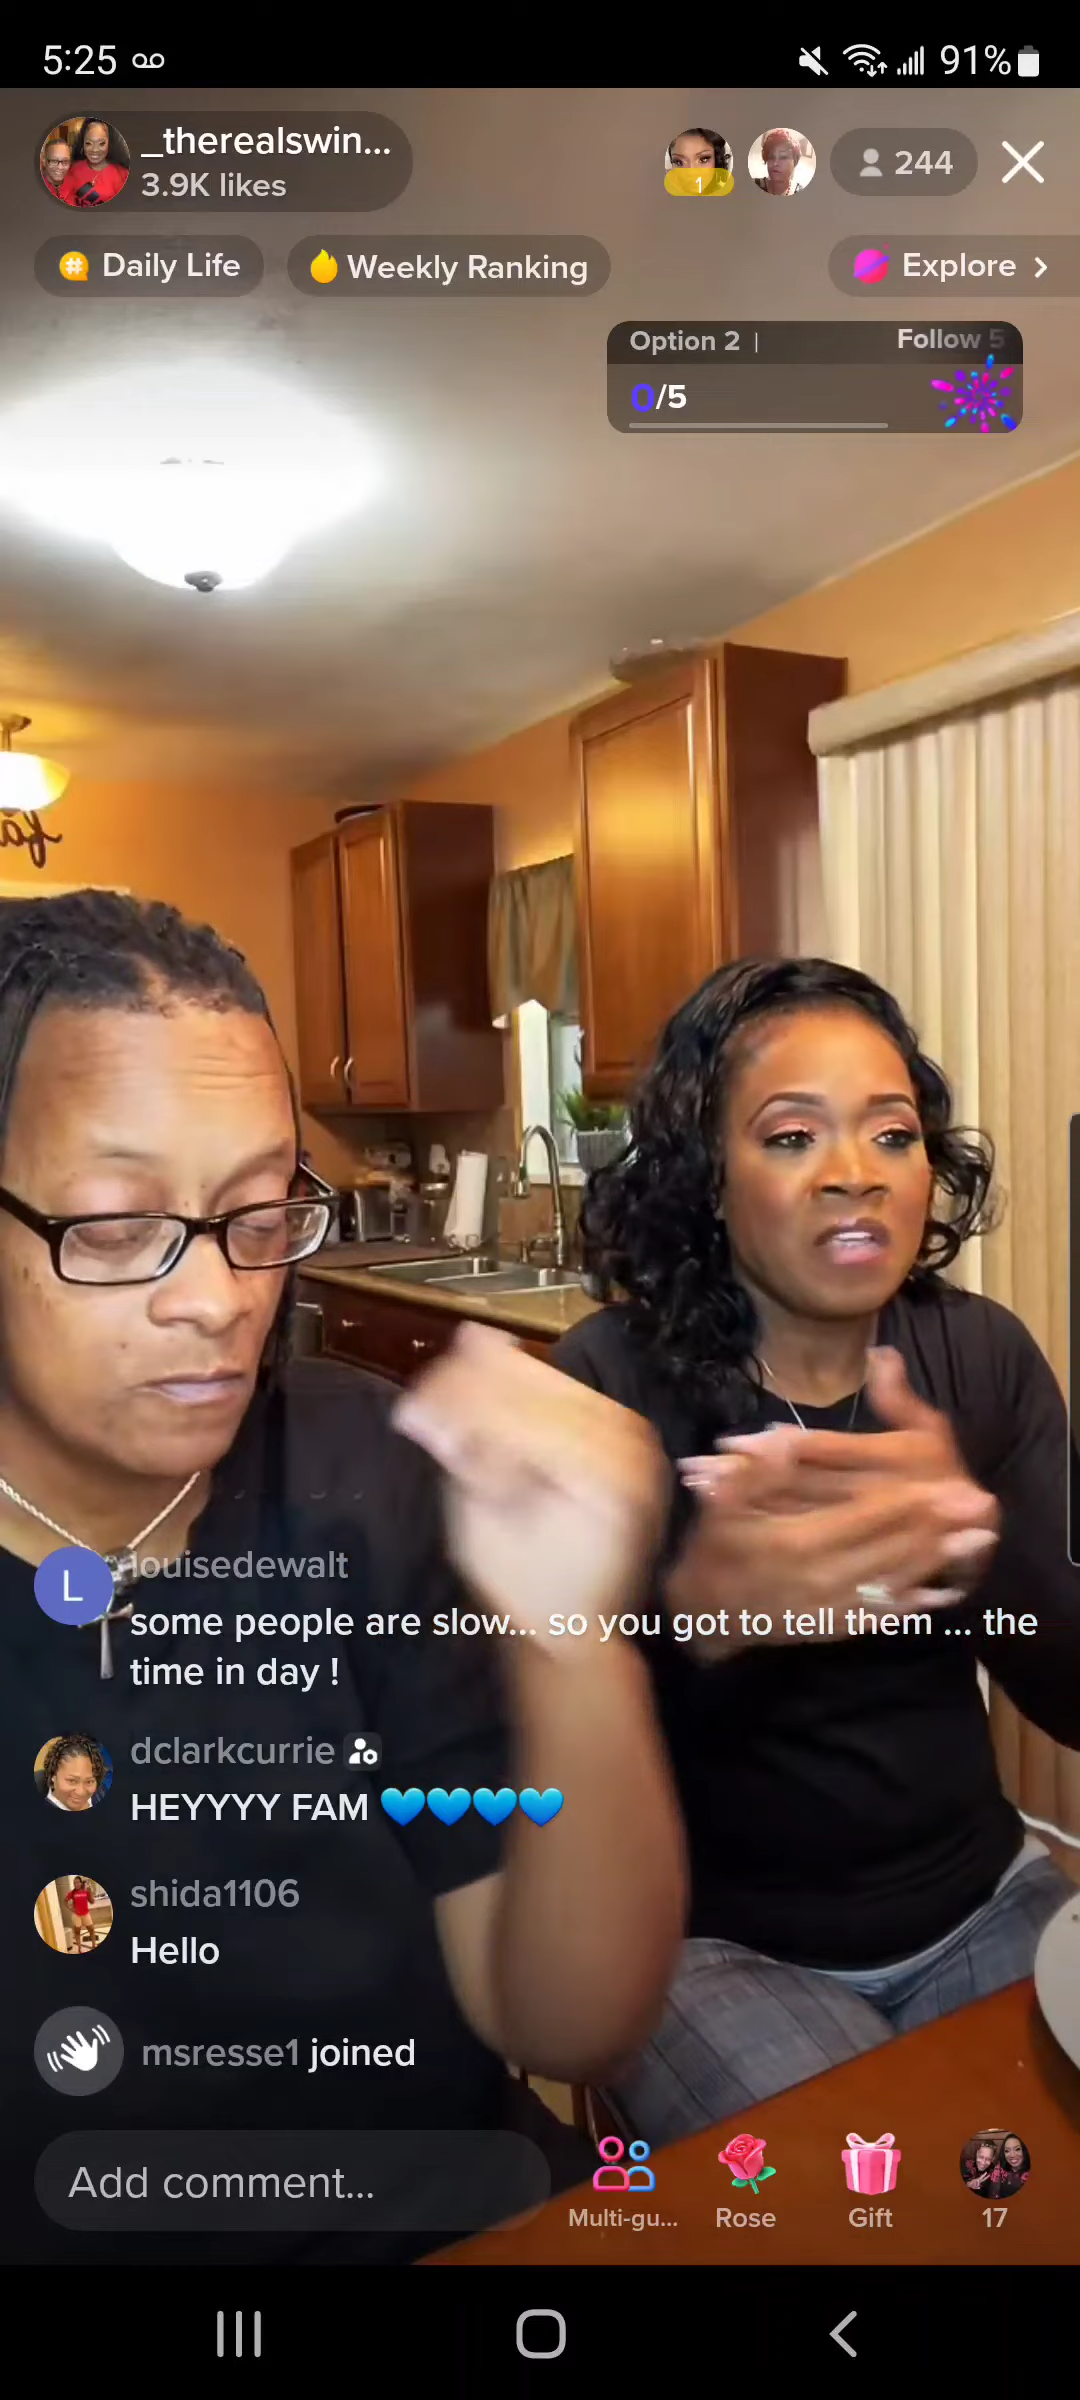 5:25 91%
_therealswin...
3.9K likes
1
244
Daily Life
Weekly Ranking
Explore >
Option 2 | Follow 5
0/5
L
louisedewalt
some people are slow... so you got to tell them ... the
time in day !
dclarkcurrie
HEYYYY FAM 💙💙💙💙
shida1106
Hello
msresse1 joined
Add comment...
Multi-gu...
Rose
Gift
17